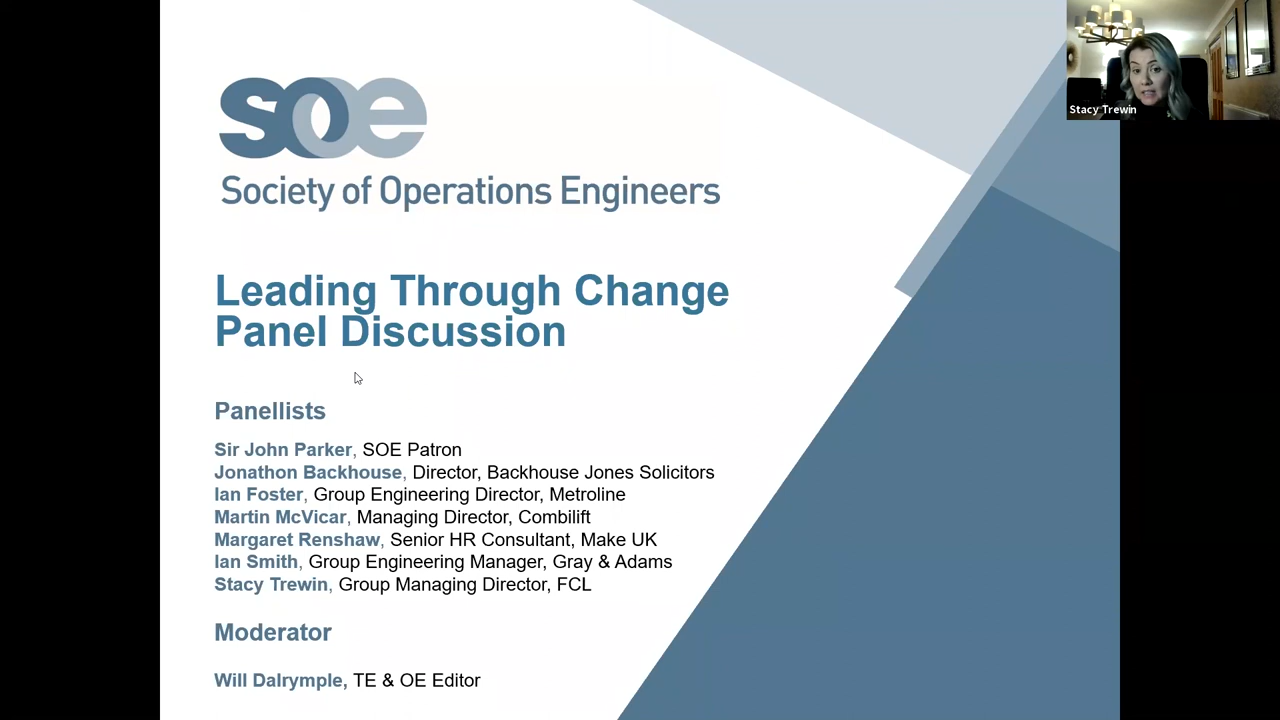 soe
Society of Operations Engineers
Leading Through Change
Panel Discussion
Panellists
Sir John Parker, SOE Patron
Jonathon Backhouse, Director, Backhouse Jones Solicitors
Ian Foster, Group Engineering Director, Metroline
Martin McVicar, Managing Director, Combilift
Margaret Renshaw, Senior HR Consultant, Make UK
Ian Smith, Group Engineering Manager, Gray & Adams
Stacy Trewin, Group Managing Director, FCL
Moderator
Will Dalrymple, TE & OE Editor
Stacy Trewin